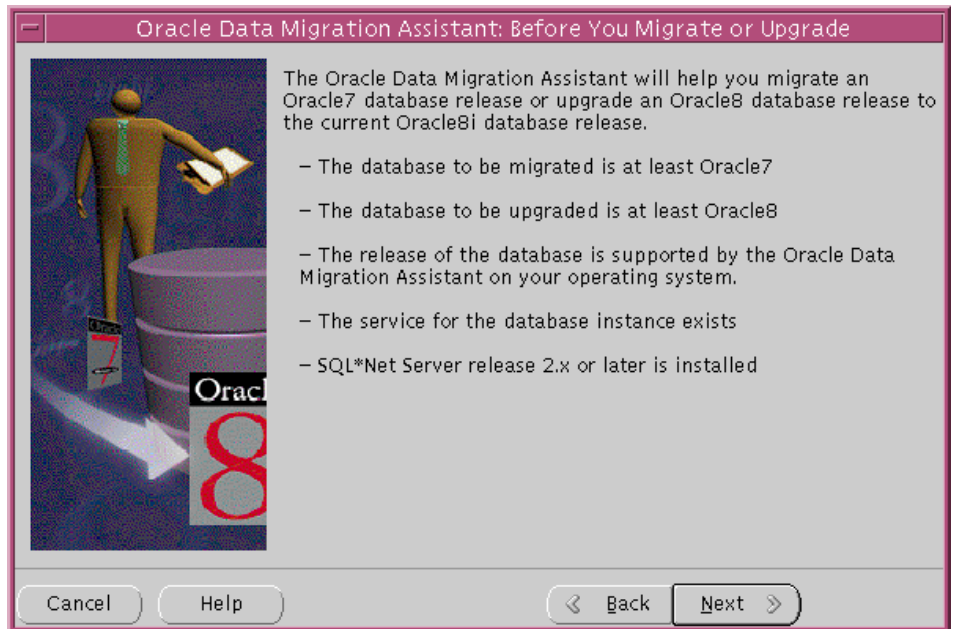 Oracle Data Migration Assistant: Before You Migrate or Upgrade
The Oracle Data Migration Assistant will help you migrate an
Oracle7 database release or upgrade an Oracle8 database release to
the current Oracle8i database release.
– The database to be migrated is at least Oracle7
– The database to be upgraded is at least Oracle8
– The release of the database is supported by the Oracle Data
Migration Assistant on your operating system.
– The service for the database instance exists
– SQL*Net Server release 2.x or later is installed
Oracle
7
Oracl
8
Cancel
Help
Back
Next